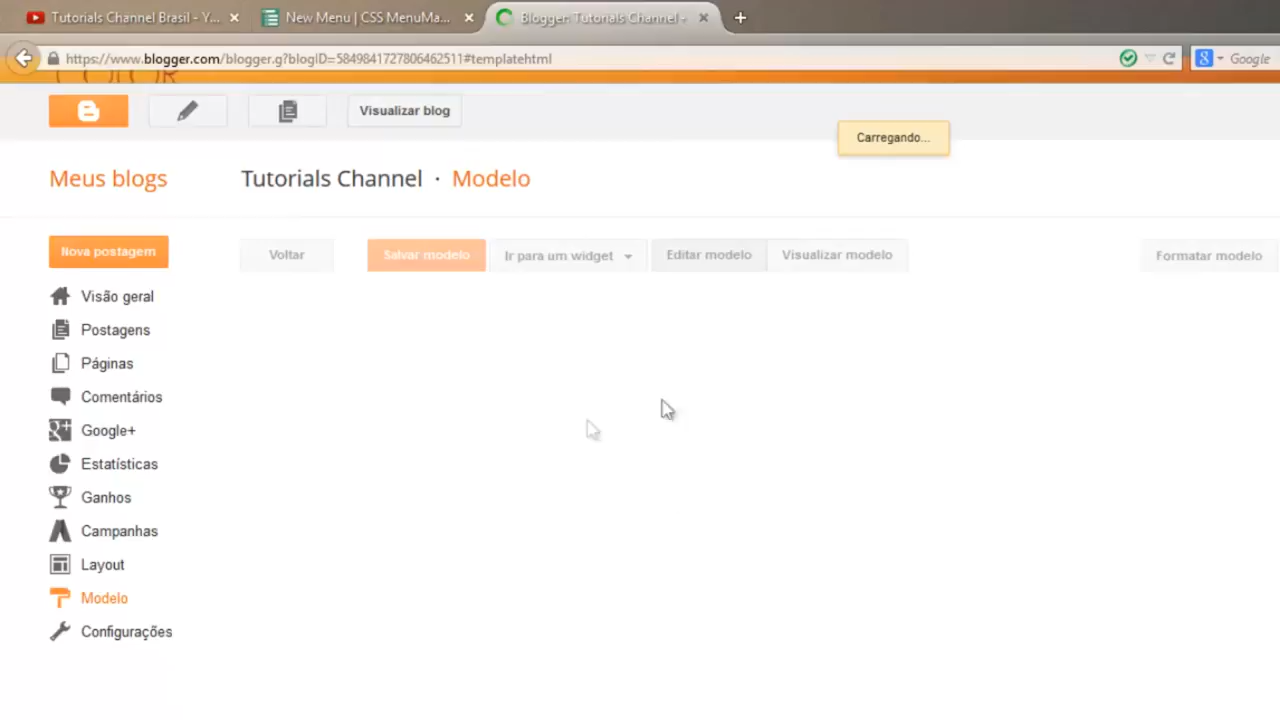 Tutorials Channel Brasil - Y...
New Menu | CSS MenuMa...
Blogger: Tutorials Channel -
https://www.blogger.com/blogger.g?blogID=5849841727806462511#templatehtml
Google
Visualizar blog
Carregando...
Meus blogs
Tutorials Channel · Modelo
Nova postagem
Voltar
Salvar modelo
Ir para um widget
Editar modelo
Visualizar modelo
Formatar modelo
Visão geral
Postagens
Páginas
Comentários
Google+
Estatísticas
Ganhos
Campanhas
Layout
Modelo
Configurações